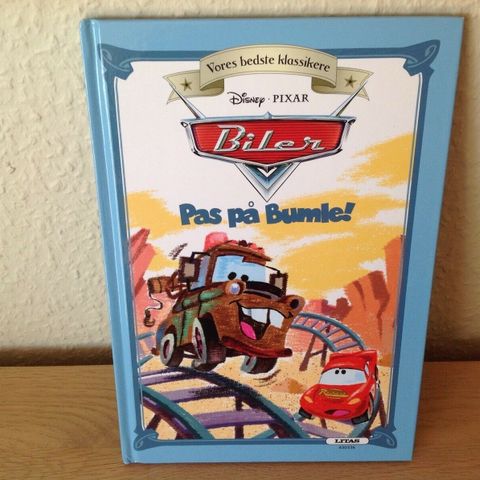 Vores bedste klassikere
Disney · PIXAR
Biler
Pas på Bumle!
LITAS